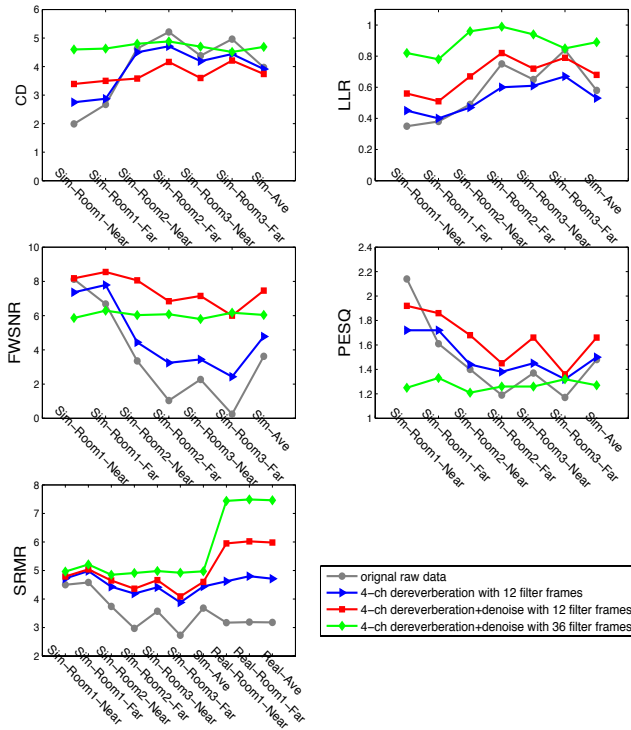 6
5
4
3
2
1
0
CD
Sim-Room1-Near
Sim-Room1-Far
Sim-Room2-Near
Sim-Room2-Far
Sim-Room3-Near
Sim-Room3-Far
Sim-Ave
1
0.8
0.6
0.4
0.2
0
LLR
Sim-Room1-Near
Sim-Room1-Far
Sim-Room2-Near
Sim-Room2-Far
Sim-Room3-Near
Sim-Room3-Far
Sim-Ave
10
8
6
4
2
0
FWSNR
Sim-Room1-Near
Sim-Room1-Far
Sim-Room2-Near
Sim-Room2-Far
Sim-Room3-Near
Sim-Room3-Far
Sim-Ave
2.4
2.2
2
1.8
1.6
1.4
1.2
1
PESQ
Sim-Room1-Near
Sim-Room1-Far
Sim-Room2-Near
Sim-Room2-Far
Sim-Room3-Near
Sim-Room3-Far
Sim-Ave
8
7
6
5
4
3
2
SRMR
Sim-Room1-Near
Sim-Room1-Far
Sim-Room2-Near
Sim-Room2-Far
Sim-Room3-Near
Sim-Room3-Far
Sim-Ave
Real-Room1-Near
Real-Room1-Far
Real-Ave
orignal raw data
4-ch dereverberation with 12 filter frames
4-ch dereverberation+denoise with 12 filter frames
4-ch dereverberation+denoise with 36 filter frames